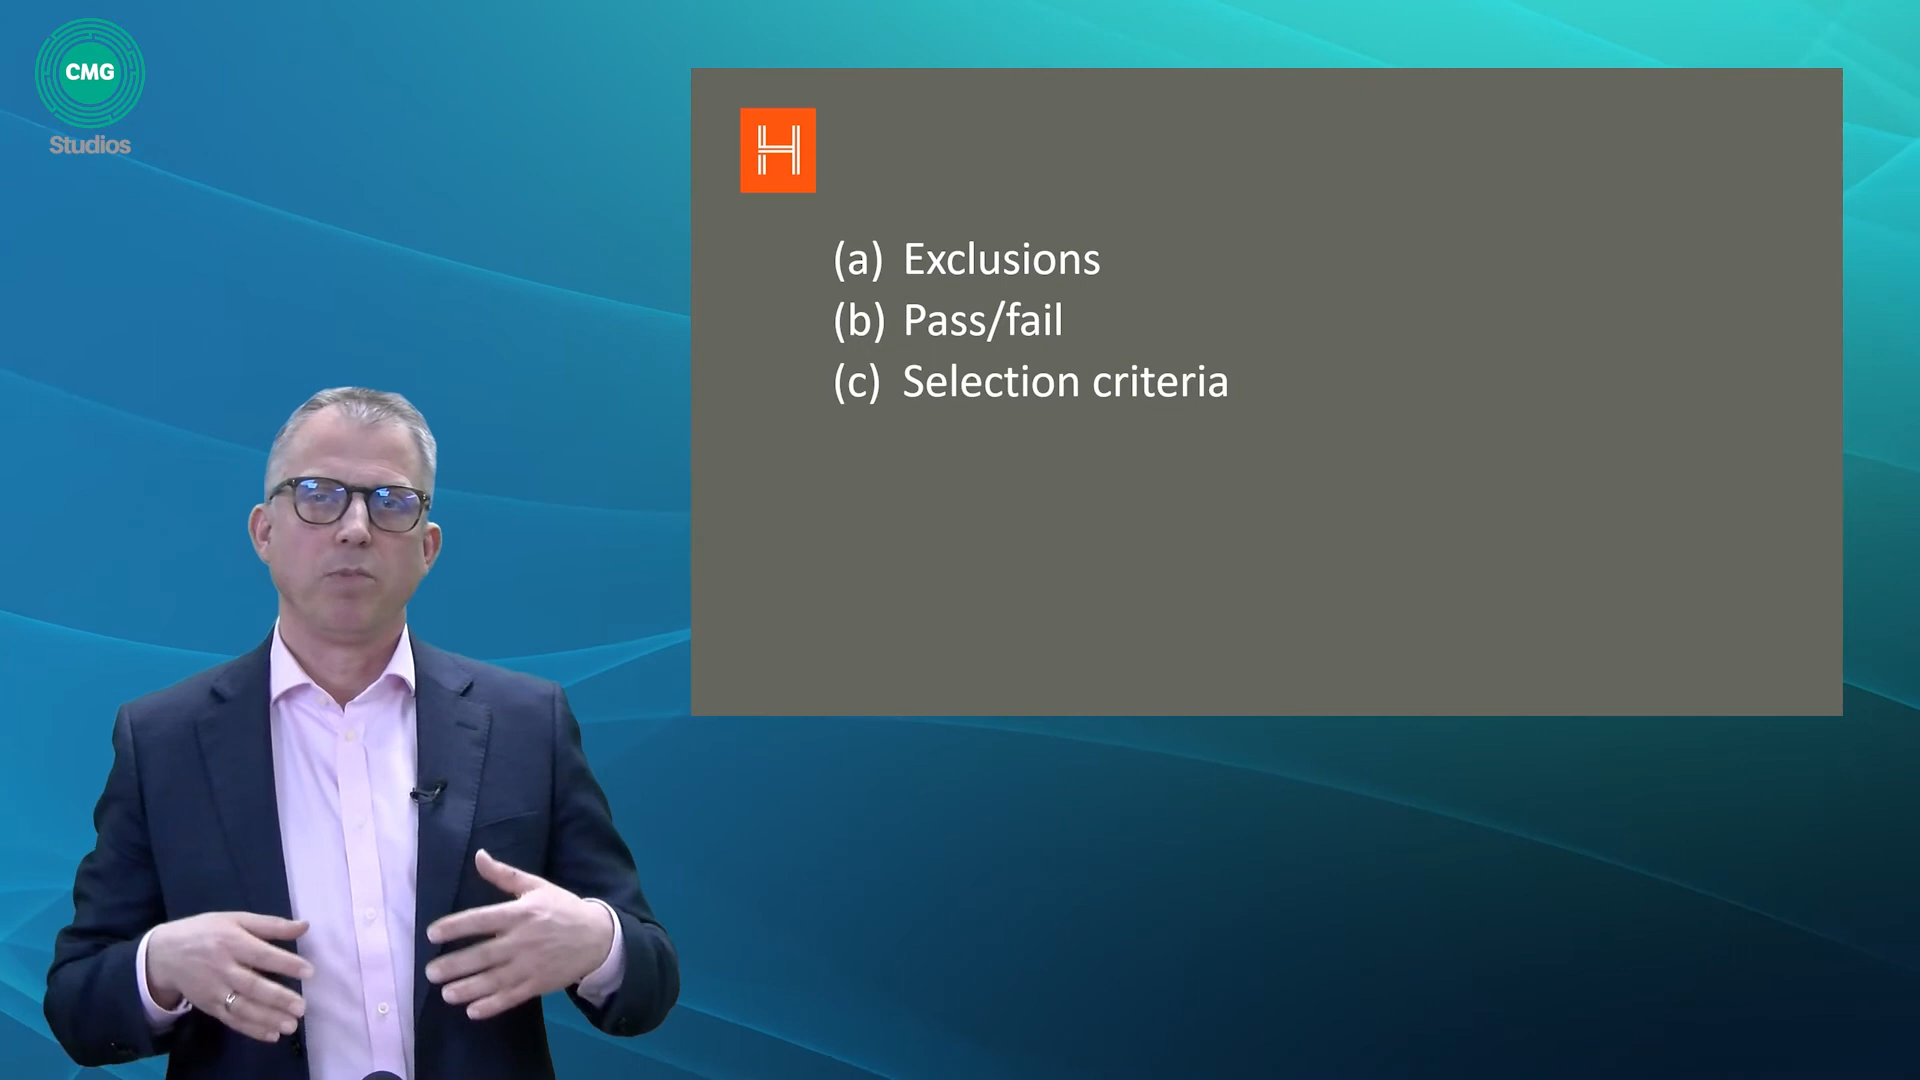 CMG
Studios
H
(a) Exclusions
(b) Pass/fail
(c) Selection criteria